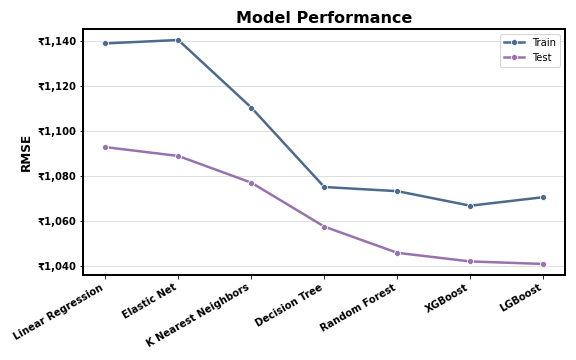 Model Performance
Train
Test
RMSE
₹1,140
₹1,120
₹1,100
₹1,080
₹1,060
₹1,040
Linear Regression
Elastic Net
K Nearest Neighbors
Decision Tree
Random Forest
XGBoost
LGBoost